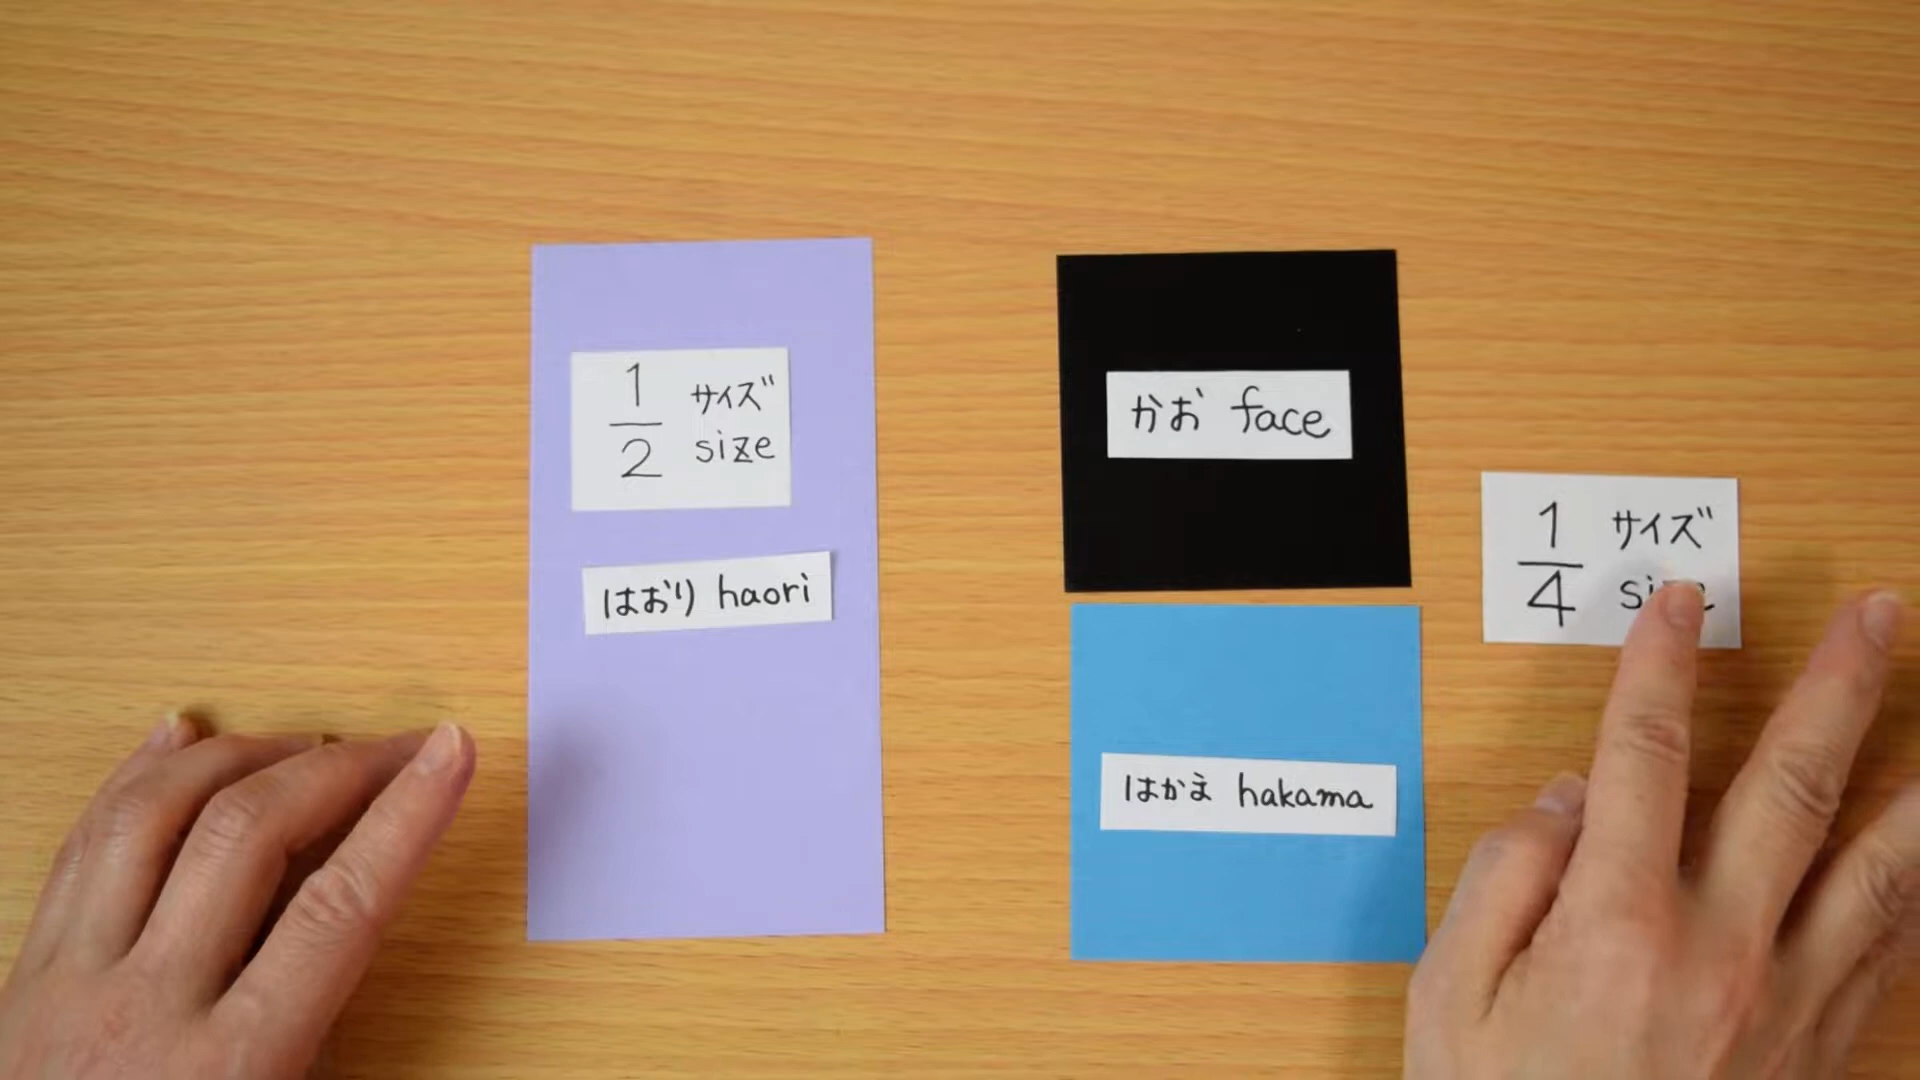 1/2 サイズ
size
はおり haori
かお face
はかま hakama
1/4 サイズ
size